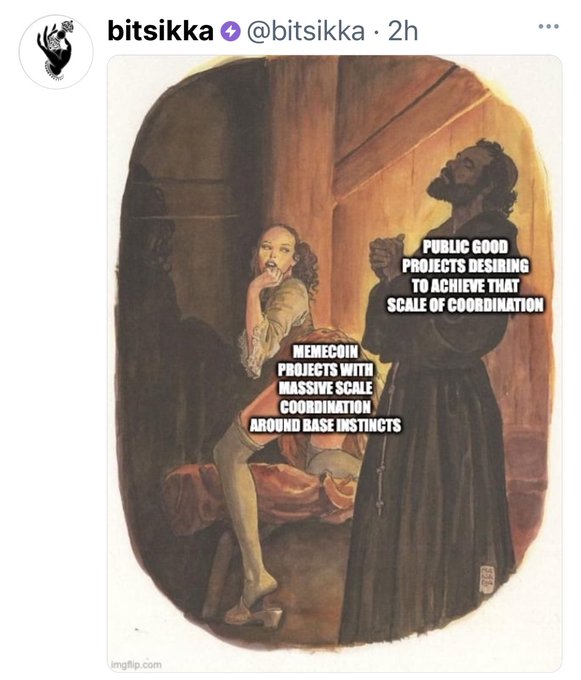 bitsikka @bitsikka · 2h
PUBLIC GOOD
PROJECTS DESIRING
TO ACHIEVE THAT
SCALE OF COORDINATION
MEMECOIN
PROJECTS WITH
MASSIVE SCALE
COORDINATION
AROUND BASE INSTINCTS
imgflip.com